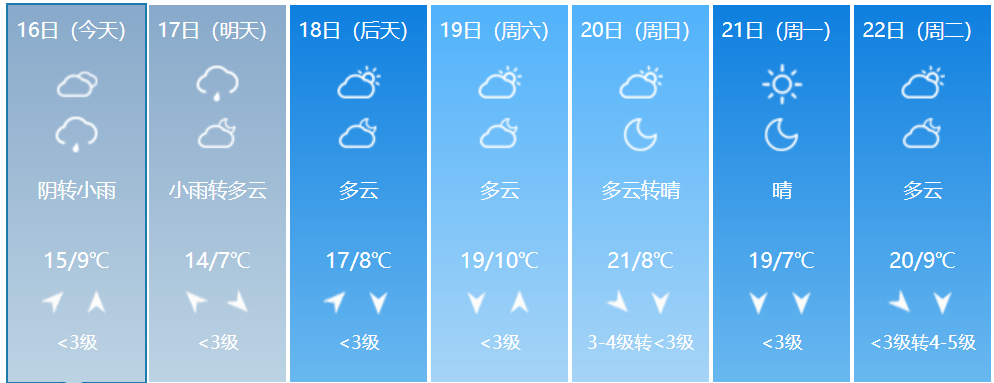 16日（今天）
阴转小雨
15/9℃
<3级
17日（明天）
小雨转多云
14/7℃
<3级
18日（后天）
多云
17/8℃
<3级
19日（周六）
多云
19/10℃
<3级
20日（周日）
多云转晴
21/8℃
3-4级转<3级
21日（周一）
晴
19/7℃
<3级
22日（周二）
多云
20/9℃
<3级转4-5级